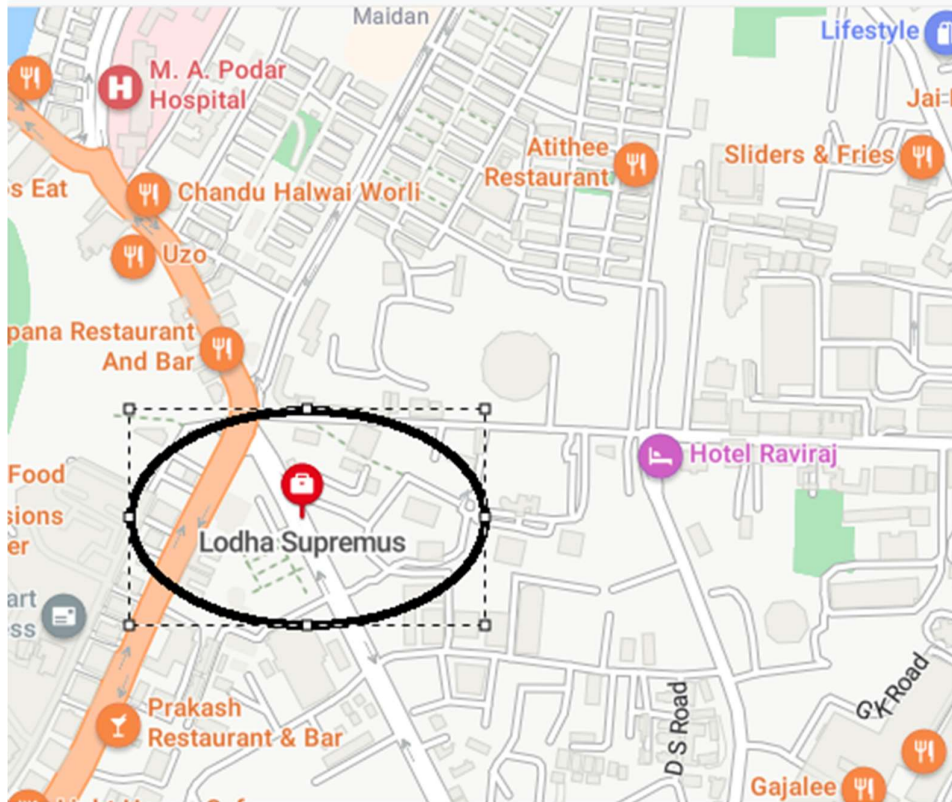 Maidan
Lifestyle
M. A. Podar
Hospital
Jai
Atithee
Restaurant
Sliders & Fries
s Eat
Chandu Halwai Worli
Uzo
pana Restaurant
And Bar
Food
Hotel Raviraj
sions
er
Lodha Supremus
art
ss
G K Road
D S Road
Prakash
Restaurant & Bar
Gajalee